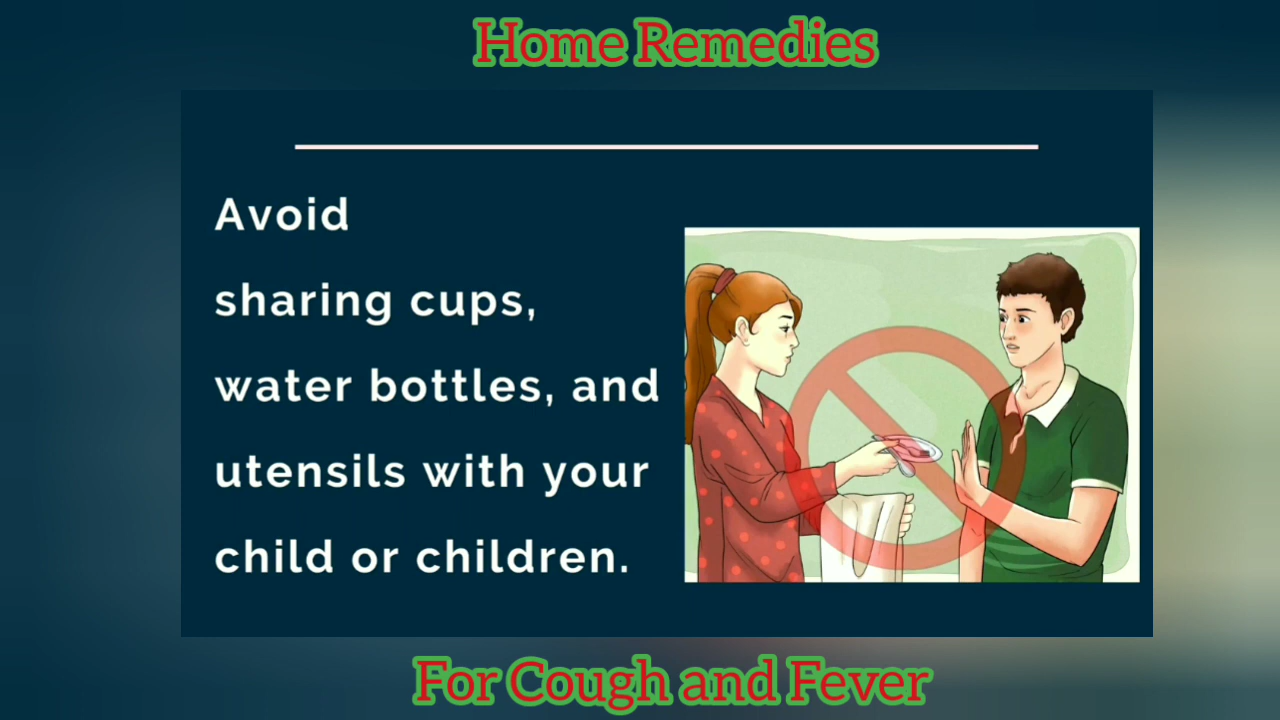 Home Remedies
Avoid
sharing cups,
water bottles, and
utensils with your
child or children.
For Cough and Fever